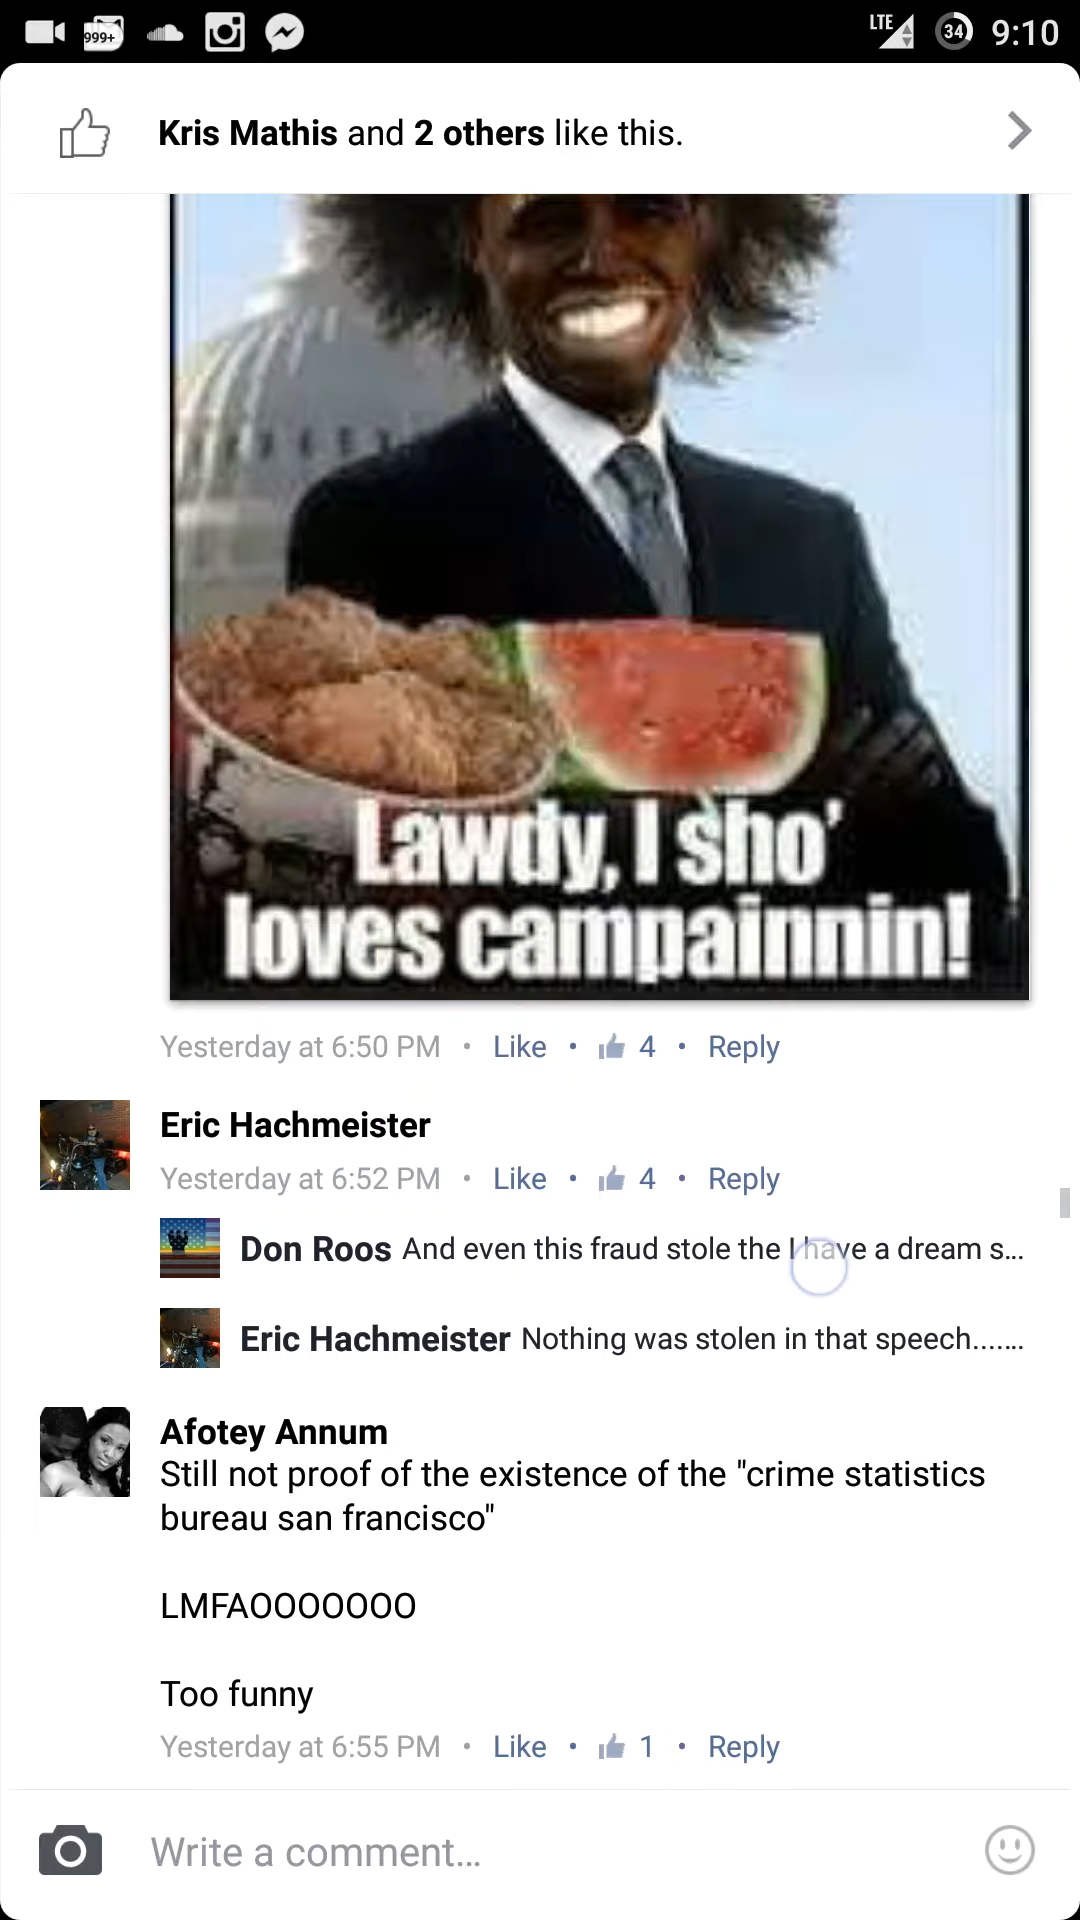 999+ LTE 34 9:10
Kris Mathis and 2 others like this.
Lawdy, I sho'
loves campainnin!
Yesterday at 6:50 PM • Like • 4 • Reply
Eric Hachmeister
Yesterday at 6:52 PM • Like • 4 • Reply
Don Roos And even this fraud stole the I have a dream s...
Eric Hachmeister Nothing was stolen in that speech.......
Afotey Annum
Still not proof of the existence of the "crime statistics
bureau san francisco"
LMFAOOOOOOO
Too funny
Yesterday at 6:55 PM • Like • 1 • Reply
Write a comment...